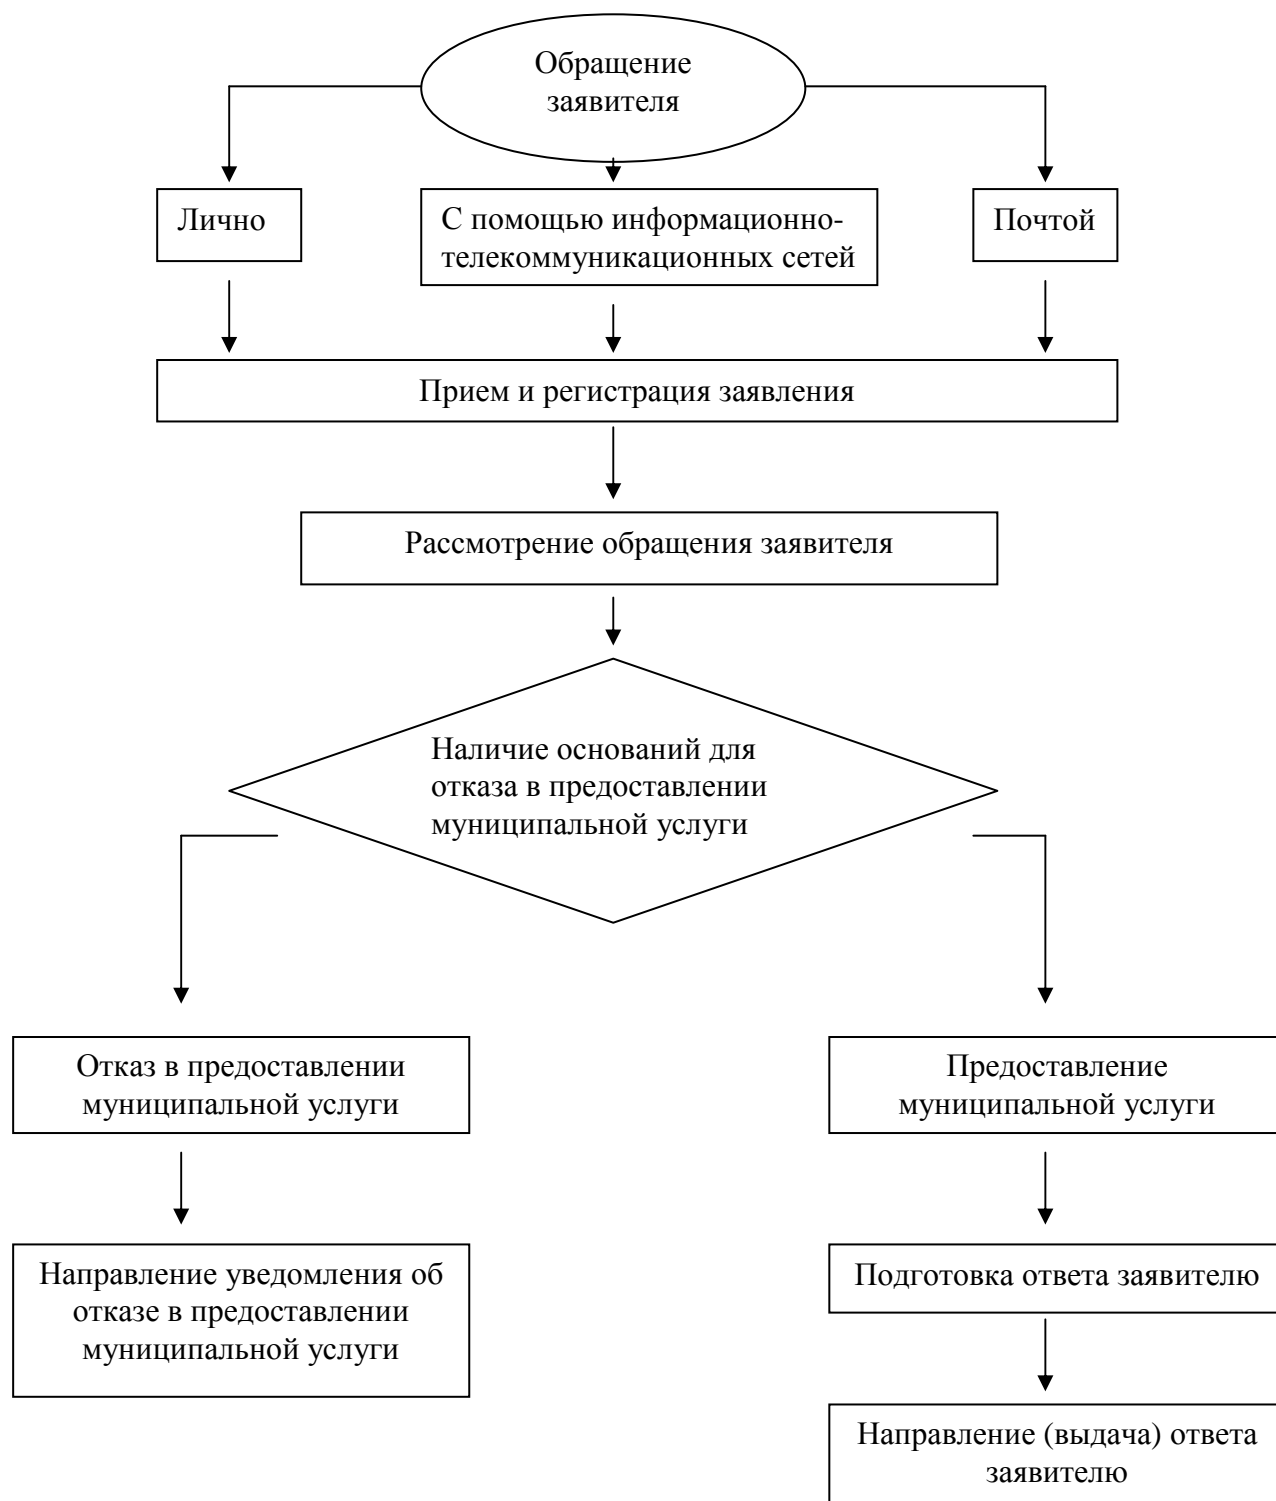 Обращение
заявителя
Лично
С помощью информационно-
телекоммуникационных сетей
Почтой
Прием и регистрация заявления
Рассмотрение обращения заявителя
Наличие оснований для
отказа в предоставлении
муниципальной услуги
Отказ в предоставлении
муниципальной услуги
Предоставление
муниципальной услуги
Направление уведомления об
отказе в предоставлении
муниципальной услуги
Подготовка ответа заявителю
Направление (выдача) ответа
заявителю